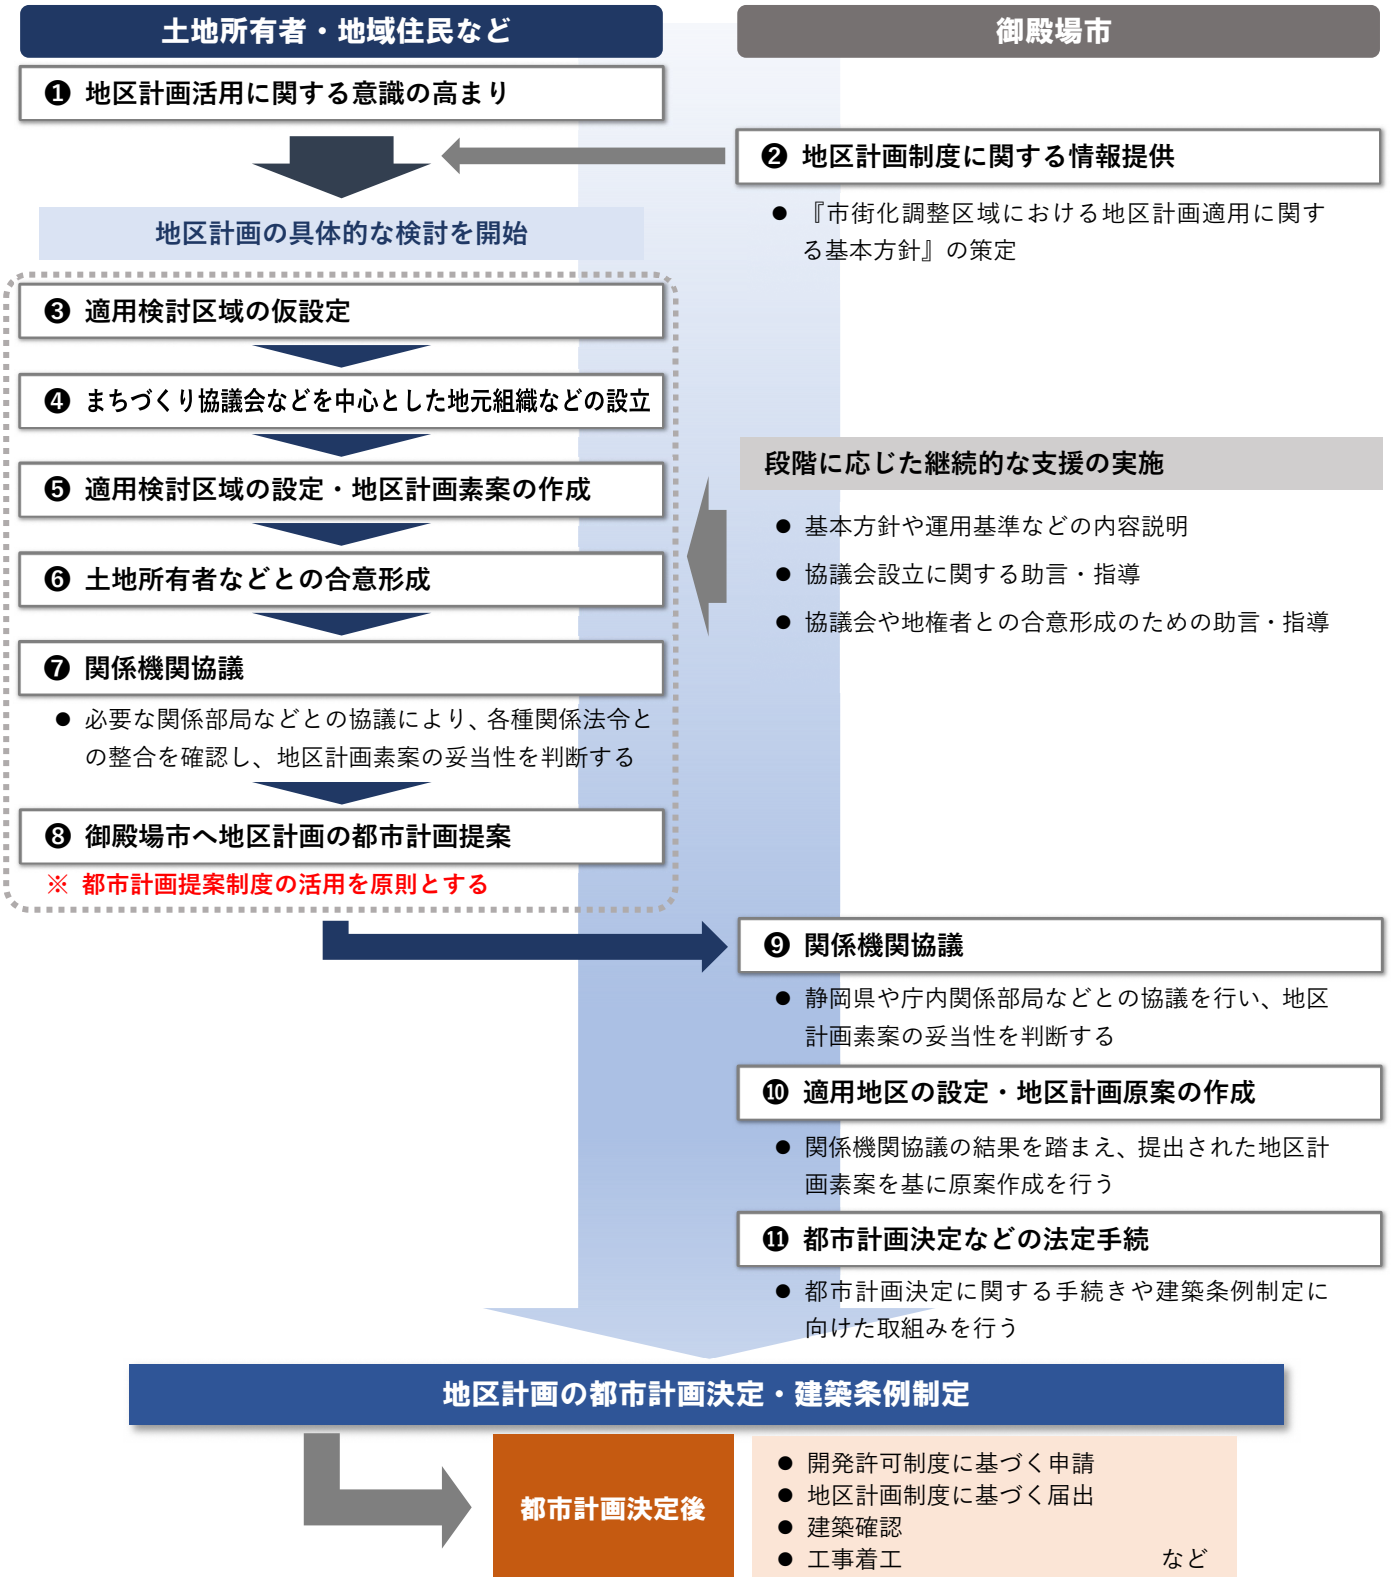 土地所有者・地域住民など
御殿場市
❶ 地区計画活用に関する意識の高まり
❷ 地区計画制度に関する情報提供
● 『市街化調整区域における地区計画適用に関す
る基本方針』の策定
地区計画の具体的な検討を開始
❸ 適用検討区域の仮設定
❹ まちづくり協議会などを中心とした地元組織などの設立
❺ 適用検討区域の設定・地区計画素案の作成
❻ 土地所有者などとの合意形成
❼ 関係機関協議
● 必要な関係部局などとの協議により、各種関係法令と
の整合を確認し、地区計画素案の妥当性を判断する
❽ 御殿場市へ地区計画の都市計画提案
※ 都市計画提案制度の活用を原則とする
段階に応じた継続的な支援の実施
● 基本方針や運用基準などの内容説明
● 協議会設立に関する助言・指導
● 協議会や地権者との合意形成のための助言・指導
❾ 関係機関協議
● 静岡県や庁内関係部局などとの協議を行い、地区
計画素案の妥当性を判断する
❿ 適用地区の設定・地区計画原案の作成
● 関係機関協議の結果を踏まえ、提出された地区計
画素案を基に原案作成を行う
⓫ 都市計画決定などの法定手続
● 都市計画決定に関する手続きや建築条例制定に
向けた取組みを行う
地区計画の都市計画決定・建築条例制定
都市計画決定後
● 開発許可制度に基づく申請
● 地区計画制度に基づく届出
● 建築確認
● 工事着工 など